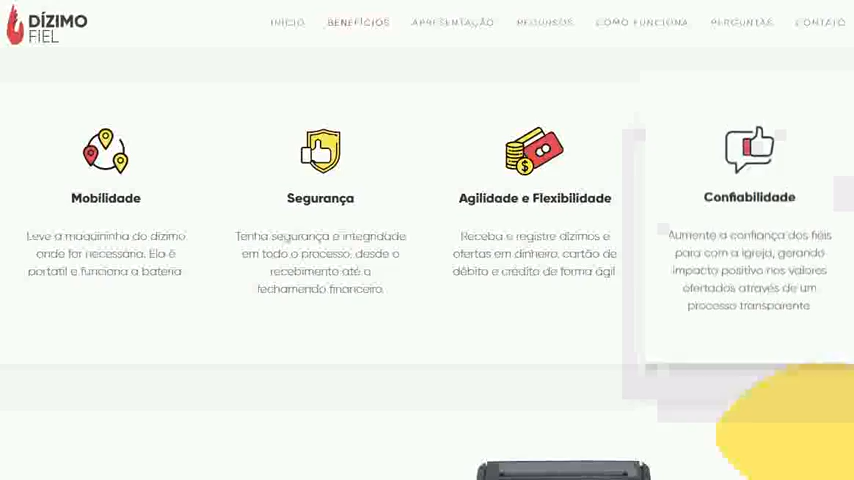 DÍZIMO
FIEL
INÍCIO BENEFÍCIOS APRESENTAÇÃO RECURSOS COMO FUNCIONA PERGUNTAS CONTATO
Mobilidade
Leve a maquininha do dízimo
onde for necessária. Ela é
portátil e funciona a bateria
Segurança
Tenha segurança e integridade
em todo o processo, desde o
recebimento até o
fechamento financeiro.
Agilidade e Flexibilidade
Receba e registre dízimos e
ofertas em dinheiro, cartão de
débito e crédito de forma ágil
Confiabilidade
Aumente a confiança dos fiéis
para com a igreja, gerando
impacto positivo nos valores
ofertados através de um
processo transparente